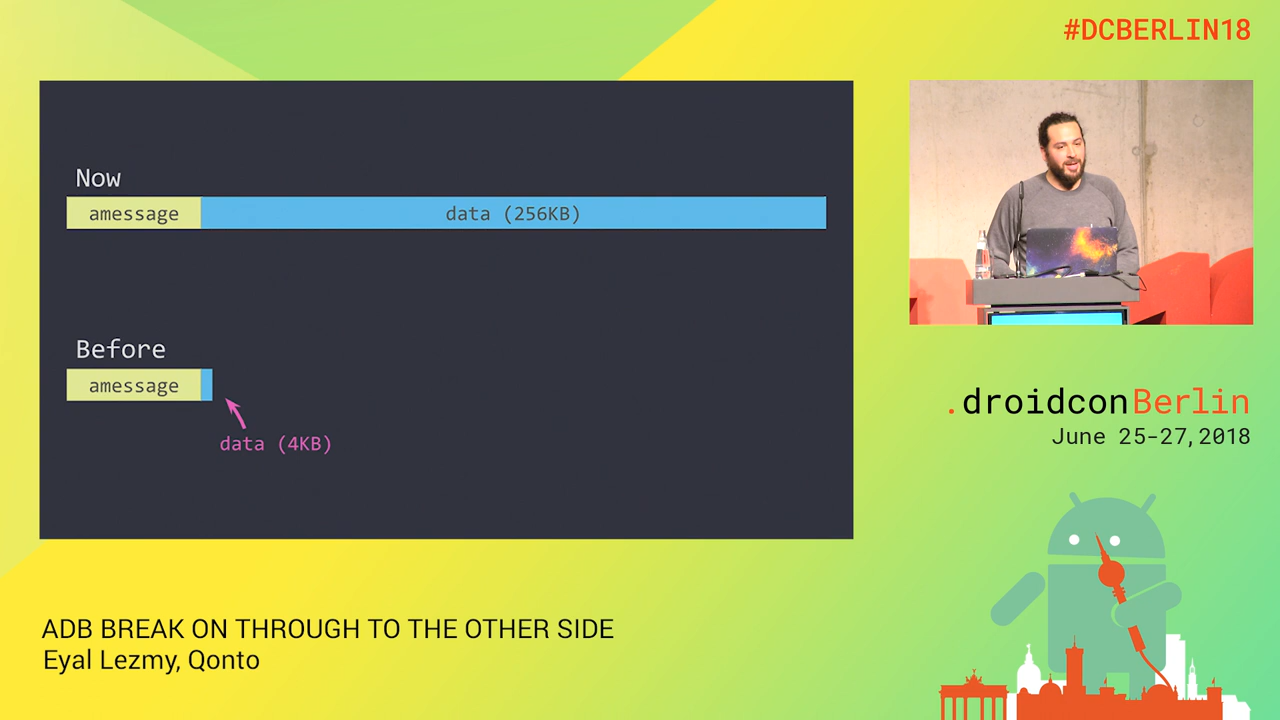 #DCBERLIN18
Now
amessage
data (256KB)
Before
amessage
data (4KB)
.droidconBerlin
June 25-27, 2018
ADB BREAK ON THROUGH TO THE OTHER SIDE
Eyal Lezmy, Qonto